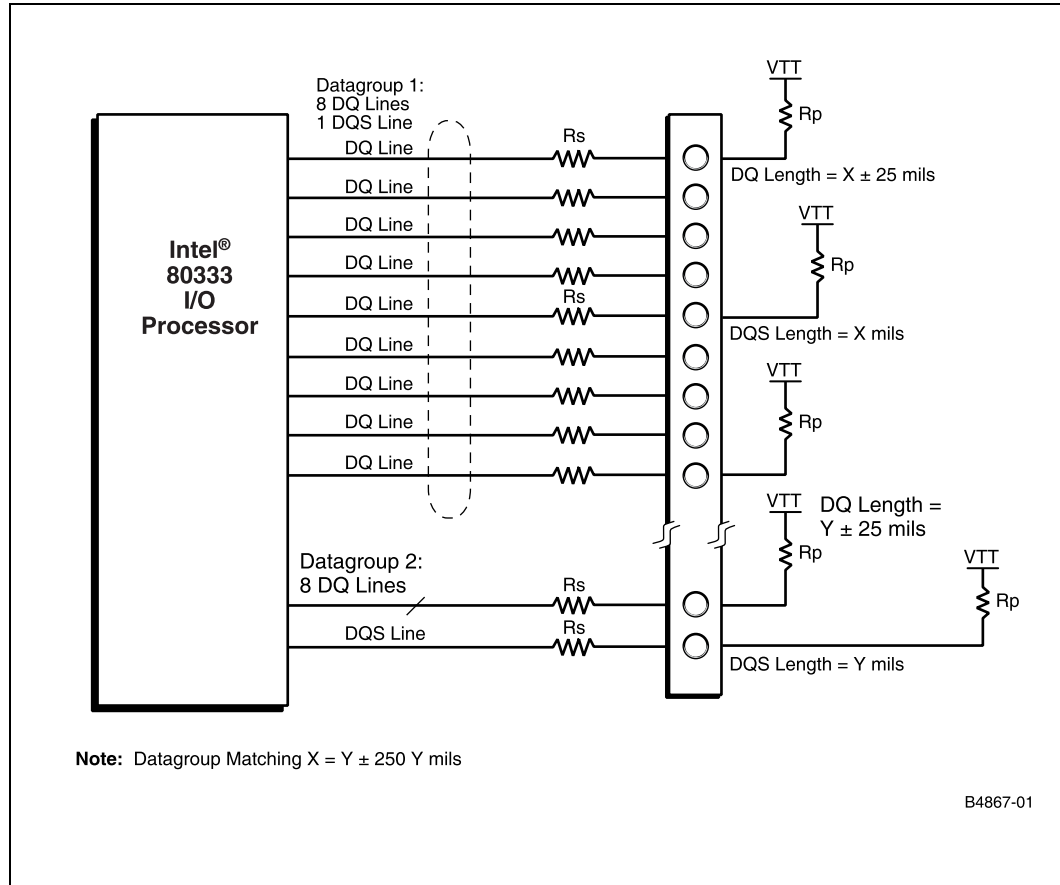 Datagroup 1:
8 DQ Lines
1 DQS Line
DQ Line
DQ Line
DQ Line
DQ Line
DQ Line
DQ Line
DQ Line
DQ Line
Intel®
80333
I/O
Processor
Rs
Rs
VTT
Rp
DQ Length = X ± 25 mils
VTT
Rp
DQS Length = X mils
VTT
Rp
VTT
Rp
DQ Length =
Y ± 25 mils
Datagroup 2:
8 DQ Lines
Rs
DQS Line
Rs
VTT
Rp
DQS Length = Y mils
Note: Datagroup Matching X = Y ± 250 Y mils
B4867-01